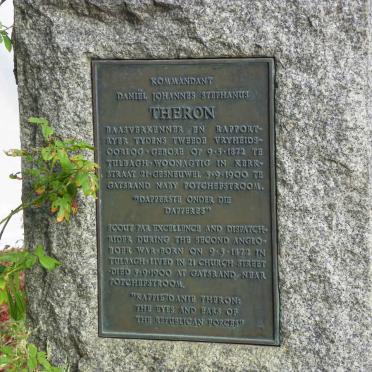 KOMMANDANT
DANIËL JOHANNES STEPHANUS
THERON
BAASVERKENNER EN RAPPORT-
RYER TYDENS TWEEDE VRYHEIDS-
OORLOG·GEBORE OP 9·5·1872 TE
TULBAGH·WOONAGTIG IN KERK-
STRAAT 21·GESNEUWEL 5·9·1900 TE
GATSRAND NABY POTCHEFSTROOM.
"DAPPERSTE ONDER DIE
DAPPERES"
SCOUT PAR EXCELLENCE AND DISPATCH-
RIDER DURING THE SECOND ANGLO-
BOER WAR·BORN ON 9·5·1872 IN
TULBAGH·LIVED IN 21 CHURCH STREET
·DIED 5·9·1900 AT GATSRAND NEAR
POTCHEFSTROOM.
DANIE THERON:
THE EYES AND EARS OF
THE REPUBLICAN FORCES"